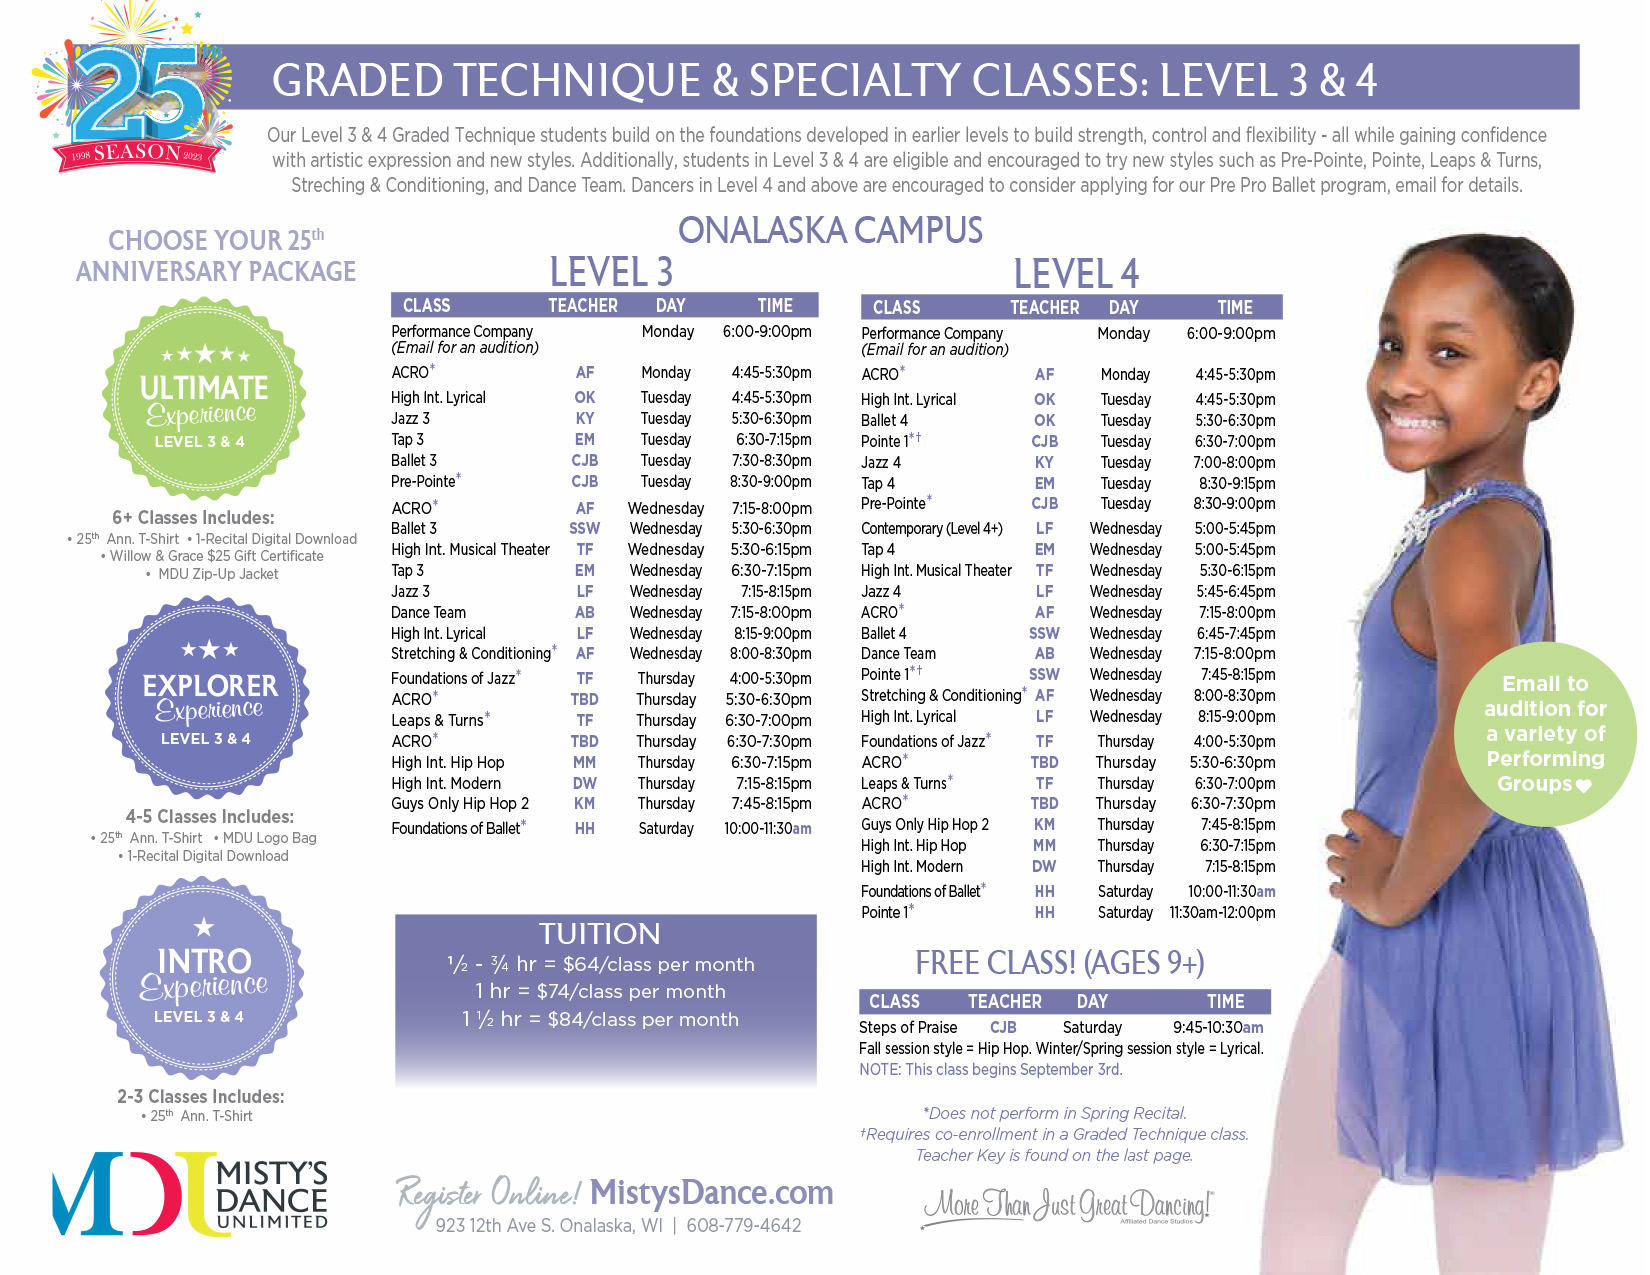 25
1998 SEASON 2023
GRADED TECHNIQUE & SPECIALTY CLASSES: LEVEL 3 & 4
Our Level 3 & 4 Graded Technique students build on the foundations developed in earlier levels to build strength, control and flexibility - all while gaining confidence
with artistic expression and new styles. Additionally, students in Level 3 & 4 are eligible and encouraged to try new styles such as Pre-Pointe, Pointe, Leaps & Turns,
Streching & Conditioning, and Dance Team. Dancers in Level 4 and above are encouraged to consider applying for our Pre Pro Ballet program, email for details.
CHOOSE YOUR 25th
ANNIVERSARY PACKAGE
ULTIMATE
Experience
LEVEL 3 & 4
6+ Classes Includes:
• 25th Ann. T-Shirt • 1-Recital Digital Download
• Willow & Grace $25 Gift Certificate
• MDU Zip-Up Jacket
EXPLORER
Experience
LEVEL 3 & 4
4-5 Classes Includes:
• 25th Ann. T-Shirt • MDU Logo Bag
• 1-Recital Digital Download
INTRO
Experience
LEVEL 3 & 4
2-3 Classes Includes:
• 25th Ann. T-Shirt
ONALASKA CAMPUS
LEVEL 3
CLASS TEACHER DAY TIME
Performance Company Monday 6:00-9:00pm
(Email for an audition)
ACRO* AF Monday 4:45-5:30pm
High Int. Lyrical OK Tuesday 4:45-5:30pm
Jazz 3 KY Tuesday 5:30-6:30pm
Tap 3 EM Tuesday 6:30-7:15pm
Ballet 3 CJB Tuesday 7:30-8:30pm
Pre-Pointe* CJB Tuesday 8:30-9:00pm
ACRO* AF Wednesday 7:15-8:00pm
Ballet 3 SSW Wednesday 5:30-6:30pm
High Int. Musical Theater TF Wednesday 5:30-6:15pm
Tap 3 EM Wednesday 6:30-7:15pm
Jazz 3 LF Wednesday 7:15-8:15pm
Dance Team AB Wednesday 7:15-8:00pm
High Int. Lyrical LF Wednesday 8:15-9:00pm
Stretching & Conditioning* AF Wednesday 8:00-8:30pm
Foundations of Jazz* TF Thursday 4:00-5:30pm
ACRO* TBD Thursday 5:30-6:30pm
Leaps & Turns* TF Thursday 6:30-7:00pm
ACRO* TBD Thursday 6:30-7:30pm
High Int. Hip Hop MM Thursday 6:30-7:15pm
High Int. Modern DW Thursday 7:15-8:15pm
Guys Only Hip Hop 2 KM Thursday 7:45-8:15pm
Foundations of Ballet* HH Saturday 10:00-11:30am
LEVEL 4
CLASS TEACHER DAY TIME
Performance Company Monday 6:00-9:00pm
(Email for an audition)
ACRO* AF Monday 4:45-5:30pm
High Int. Lyrical OK Tuesday 4:45-5:30pm
Ballet 4 OK Tuesday 5:30-6:30pm
Pointe 1*† CJB Tuesday 6:30-7:00pm
Jazz 4 KY Tuesday 7:00-8:00pm
Tap 4 EM Tuesday 8:30-9:15pm
Pre-Pointe* CJB Tuesday 8:30-9:00pm
Contemporary (Level 4+) LF Wednesday 5:00-5:45pm
Tap 4 EM Wednesday 5:00-5:45pm
High Int. Musical Theater TF Wednesday 5:30-6:15pm
Jazz 4 LF Wednesday 5:45-6:45pm
ACRO* AF Wednesday 7:15-8:00pm
Ballet 4 SSW Wednesday 6:45-7:45pm
Dance Team AB Wednesday 7:15-8:00pm
Pointe 1*† SSW Wednesday 7:45-8:15pm
Stretching & Conditioning* AF Wednesday 8:00-8:30pm
High Int. Lyrical LF Wednesday 8:15-9:00pm
Foundations of Jazz* TF Thursday 4:00-5:30pm
ACRO* TBD Thursday 5:30-6:30pm
Leaps & Turns* TF Thursday 6:30-7:00pm
ACRO* TBD Thursday 6:30-7:30pm
Guys Only Hip Hop 2 KM Thursday 7:45-8:15pm
High Int. Hip Hop MM Thursday 6:30-7:15pm
High Int. Modern DW Thursday 7:15-8:15pm
Foundations of Ballet* HH Saturday 10:00-11:30am
Pointe 1* HH Saturday 11:30am-12:00pm
Email to
audition for
a variety of
Performing
Groups
TUITION
1/2 - 3/4 hr = $64/class per month
1 hr = $74/class per month
1 1/2 hr = $84/class per month
FREE CLASS! (AGES 9+)
CLASS TEACHER DAY TIME
Steps of Praise CJB Saturday 9:45-10:30am
Fall session style = Hip Hop. Winter/Spring session style = Lyrical.
NOTE: This class begins September 3rd.
*Does not perform in Spring Recital.
†Requires co-enrollment in a Graded Technique class.
Teacher Key is found on the last page.
MDU MISTY'S
DANCE
UNLIMITED
Register Online! MistysDance.com
923 12th Ave S. Onalaska, WI | 608-779-4642
More Than Just Great Dancing!
Affiliated Dance Studios